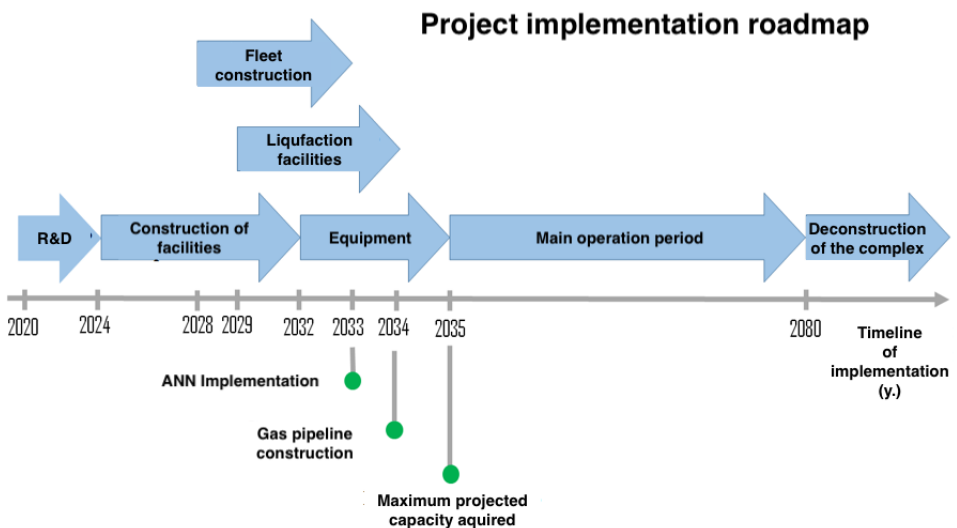 Project implementation roadmap
Fleet
construction
Liqufaction
facilities
R&D
Construction of
facilities
Equipment
Main operation period
Deconstruction
of the complex
2020
2024
2028
2029
2032
2033
2034
2035
2080
Timeline
of
implementation
(y.)
ANN Implementation
Gas pipeline
construction
Maximum projected
capacity aquired